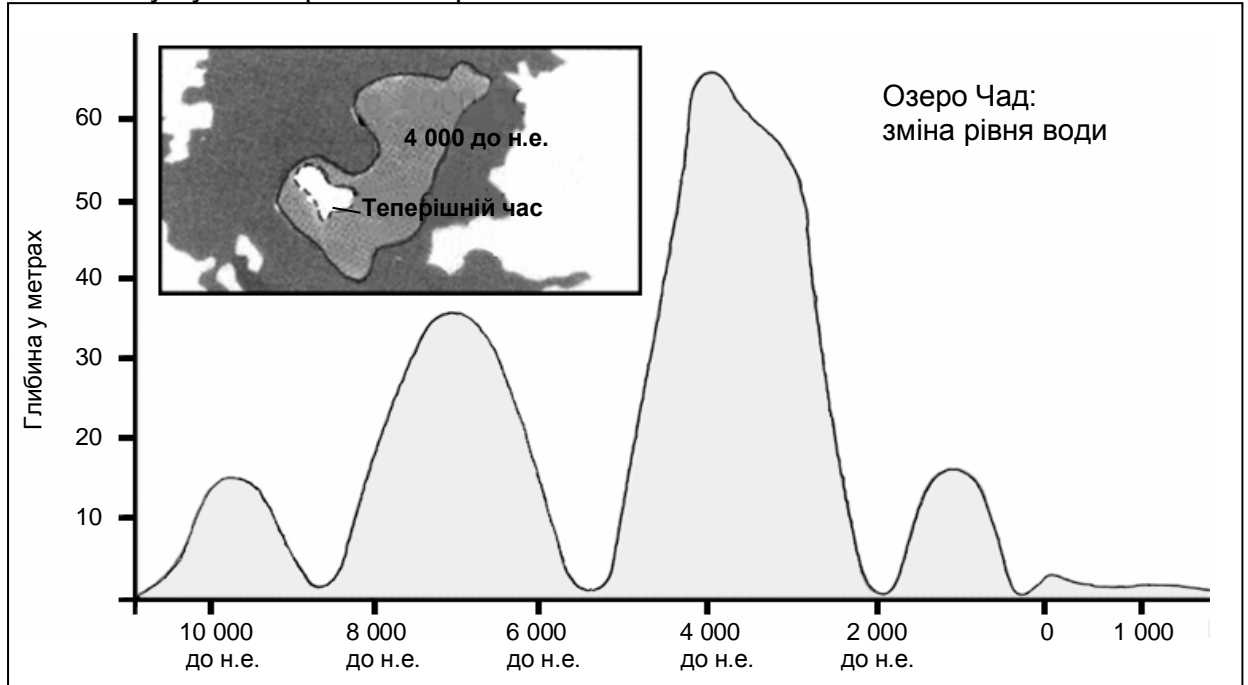 Озеро Чад:
зміна рівня води
4 000 до н.е.
Теперішній час
Глибина у метрах
60
50
40
30
20
10
10 000 8 000 6 000 4 000 2 000 0 1 000
до н.е. до н.е. до н.е. до н.е. до н.е.